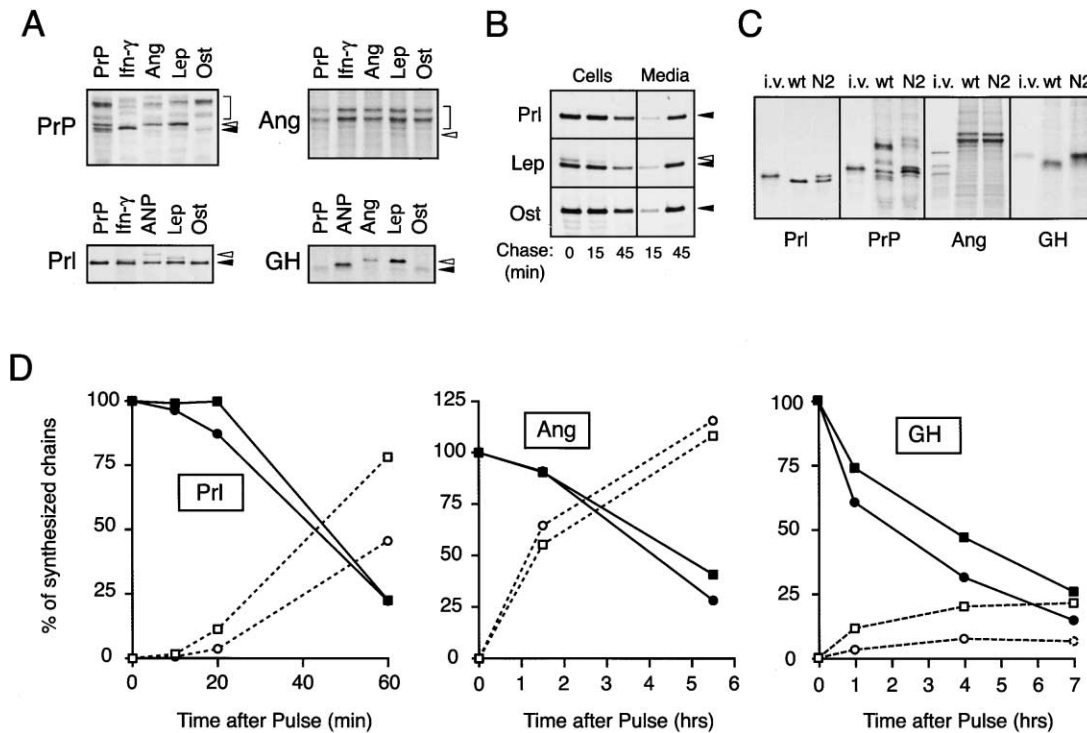 A
PrP Ifn-γ Ang Lep Ost
PrP
PrP Ifn-γ Ang Lep Ost
Ang
PrP Ifn-γ ANP Lep Ost
Prl
PrP ANP Ang Lep Ost
GH
B
Cells Media
Prl
Lep
Ost
Chase: 0 15 45 15 45
(min)
C
i.v. wt N2 i.v. wt N2 i.v. wt N2 i.v. wt N2
Prl PrP Ang GH
D
% of synthesized chains
100
75
50
25
0
Prl
0 20 40 60
Time after Pulse (min)
125
100
75
50
25
0
Ang
0 1 2 3 4 5 6
Time after Pulse (hrs)
100
75
50
25
0
GH
0 1 2 3 4 5 6 7
Time after Pulse (hrs)